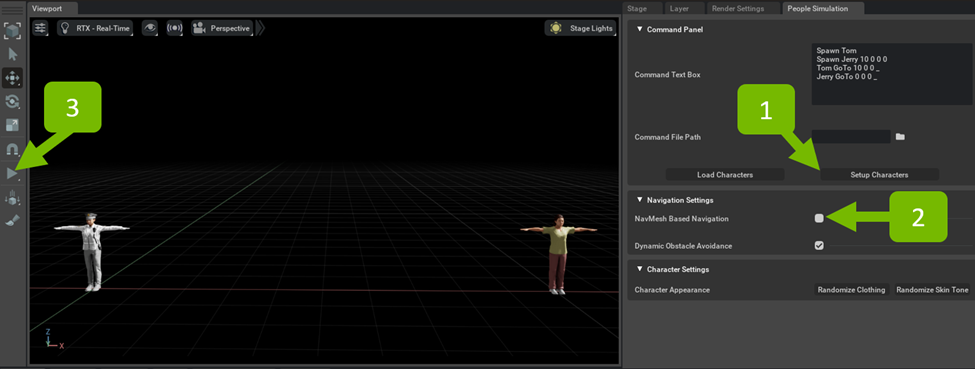 Viewport
Stage
Layer
Render Settings
People Simulation
RTX - Real-Time
Perspective
Stage Lights
Command Panel
Command Text Box
Spawn Tom
Spawn Jerry 10 0 0 0
Tom GoTo 10 0 0 _
Jerry GoTo 0 0 0 _
Command File Path
Load Characters
Setup Characters
Navigation Settings
NavMesh Based Navigation
Dynamic Obstacle Avoidance
Character Settings
Character Appearance
Randomize Clothing
Randomize Skin Tone
1
2
3
Z
X